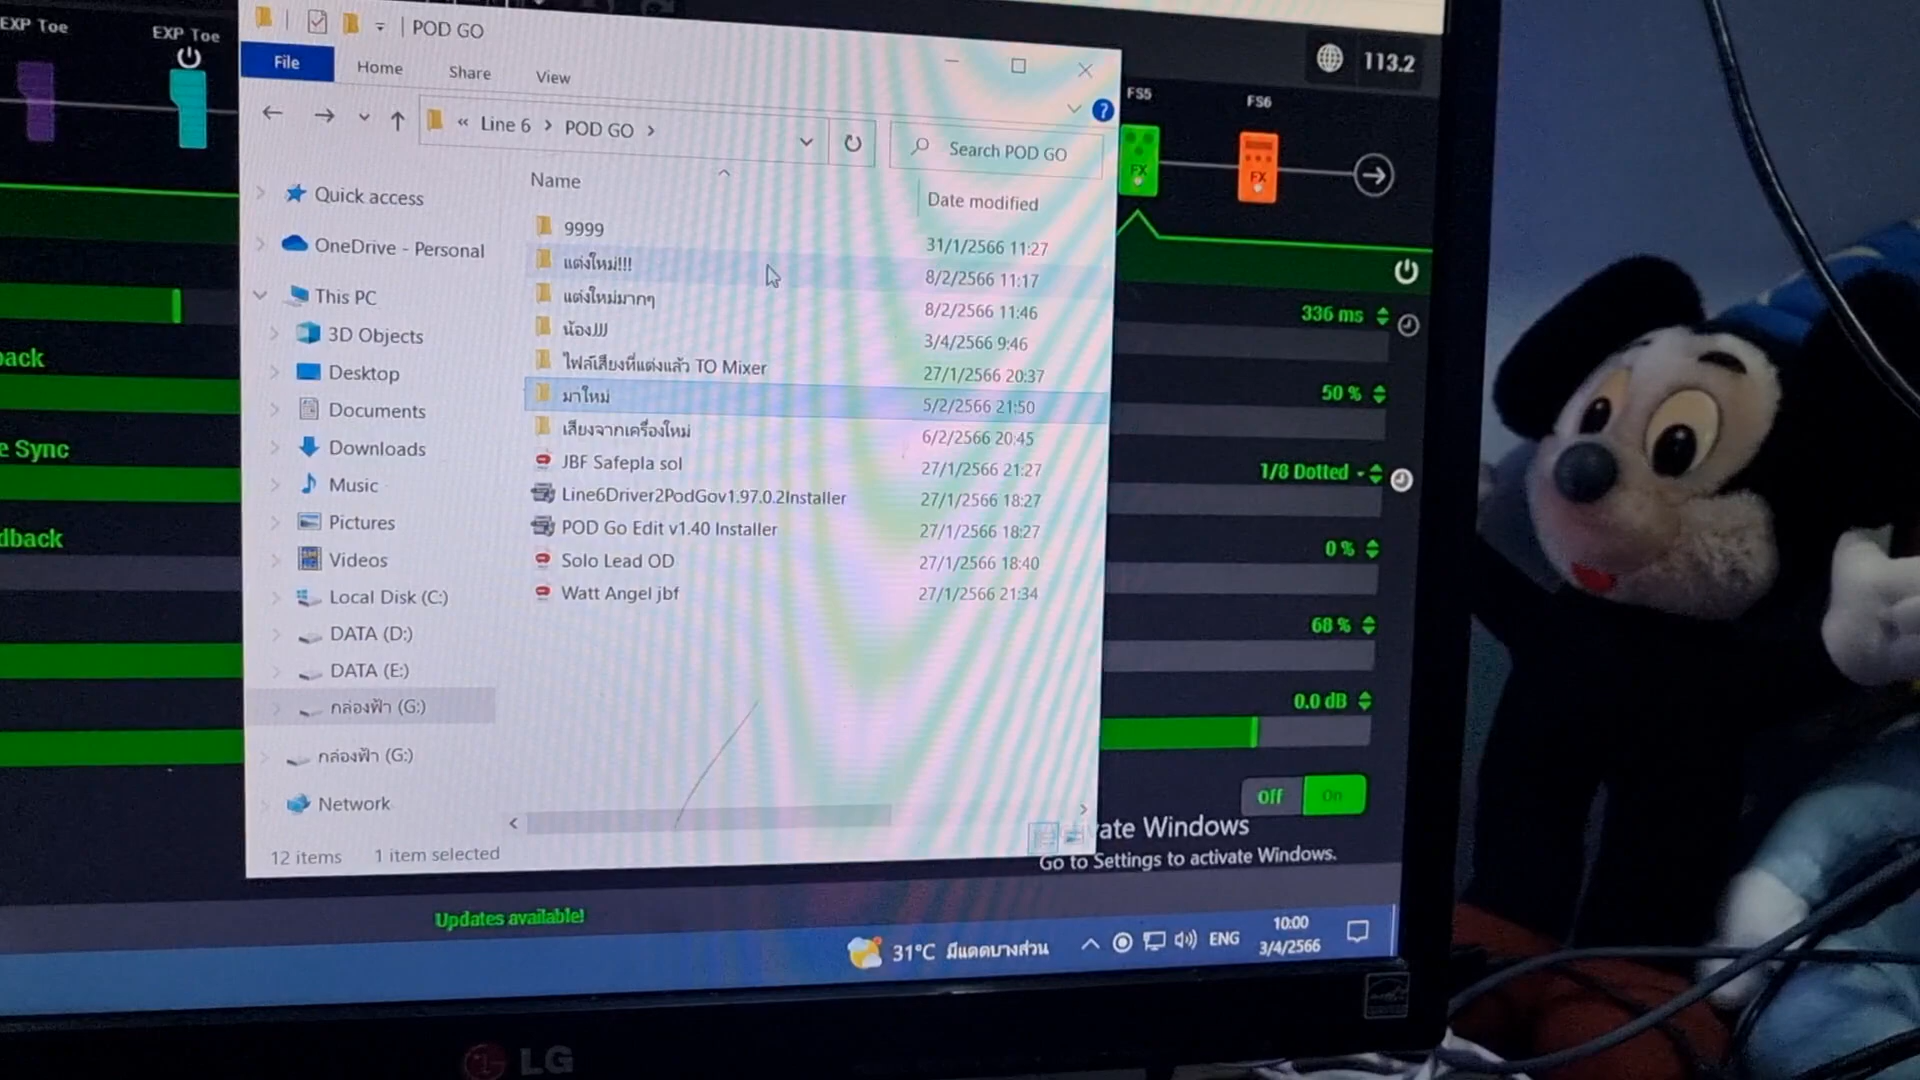 EXP Toe
EXP Toe
POD GO
113.2
File
Home
Share
View
FS5
FS6
?
« Line 6 > POD GO >
Search POD GO
FX
FX
Name
Date modified
Quick access
OneDrive - Personal
This PC
3D Objects
Desktop
Documents
Downloads
Music
Pictures
Videos
Local Disk (C:)
DATA (D:)
DATA (E:)
กล่องฟ้า (G:)
กล่องฟ้า (G:)
Network
9999 31/1/2566 11:27
แต่งใหม่!!! 8/2/2566 11:17
แต่งใหม่มากๆ 8/2/2566 11:46
น้องJJJ 3/4/2566 9:46
ไฟล์เสียงที่แต่งแล้ว TO Mixer 27/1/2566 20:37
มาใหม่ 5/2/2566 21:50
เสียงจากเครื่องใหม่ 6/2/2566 20:45
JBF Safepla sol 27/1/2566 21:27
Line6Driver2PodGov1.97.0.2Installer 27/1/2566 18:27
POD Go Edit v1.40 Installer 27/1/2566 18:27
Solo Lead OD 27/1/2566 18:40
Watt Angel jbf 27/1/2566 21:34
12 items 1 item selected
Sync
336 ms
50 %
1/8 Dotted
0 %
68 %
0.0 dB
Off
On
Windows
Go to Settings to activate Windows.
Updates available!
31°C มีแดดบางส่วน
ENG
10:00
3/4/2566
LG